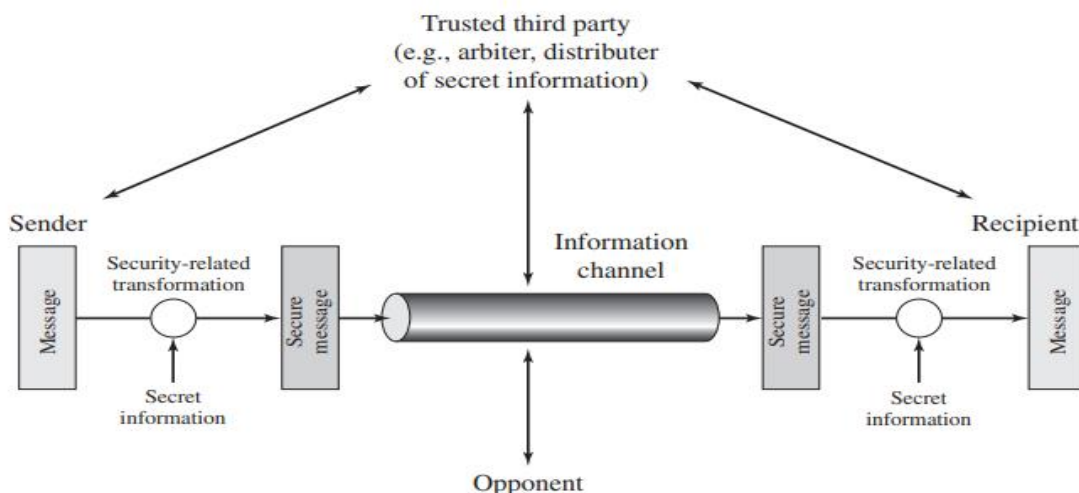 Trusted third party
(e.g., arbiter, distributer
of secret information)
Sender
Recipient
Information
channel
Security-related
transformation
Security-related
transformation
Message
Secure
message
Secure
message
Message
Secret
information
Secret
information
Opponent